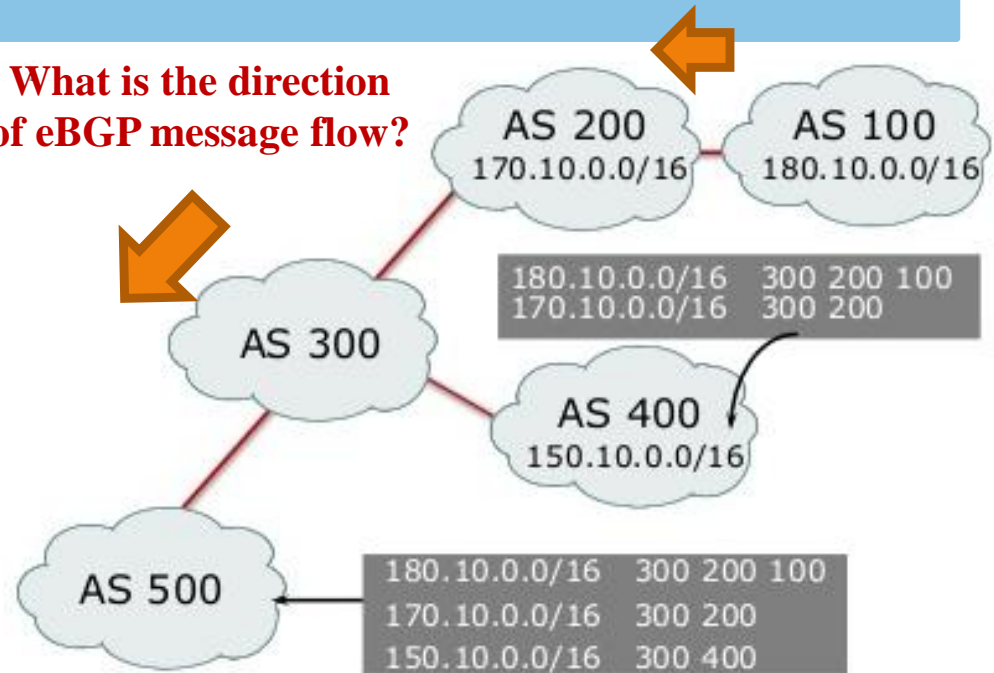 What is the direction
of eBGP message flow?
AS 200
170.10.0.0/16
AS 100
180.10.0.0/16
180.10.0.0/16 300 200 100
170.10.0.0/16 300 200
AS 300
AS 400
150.10.0.0/16
AS 500
180.10.0.0/16 300 200 100
170.10.0.0/16 300 200
150.10.0.0/16 300 400